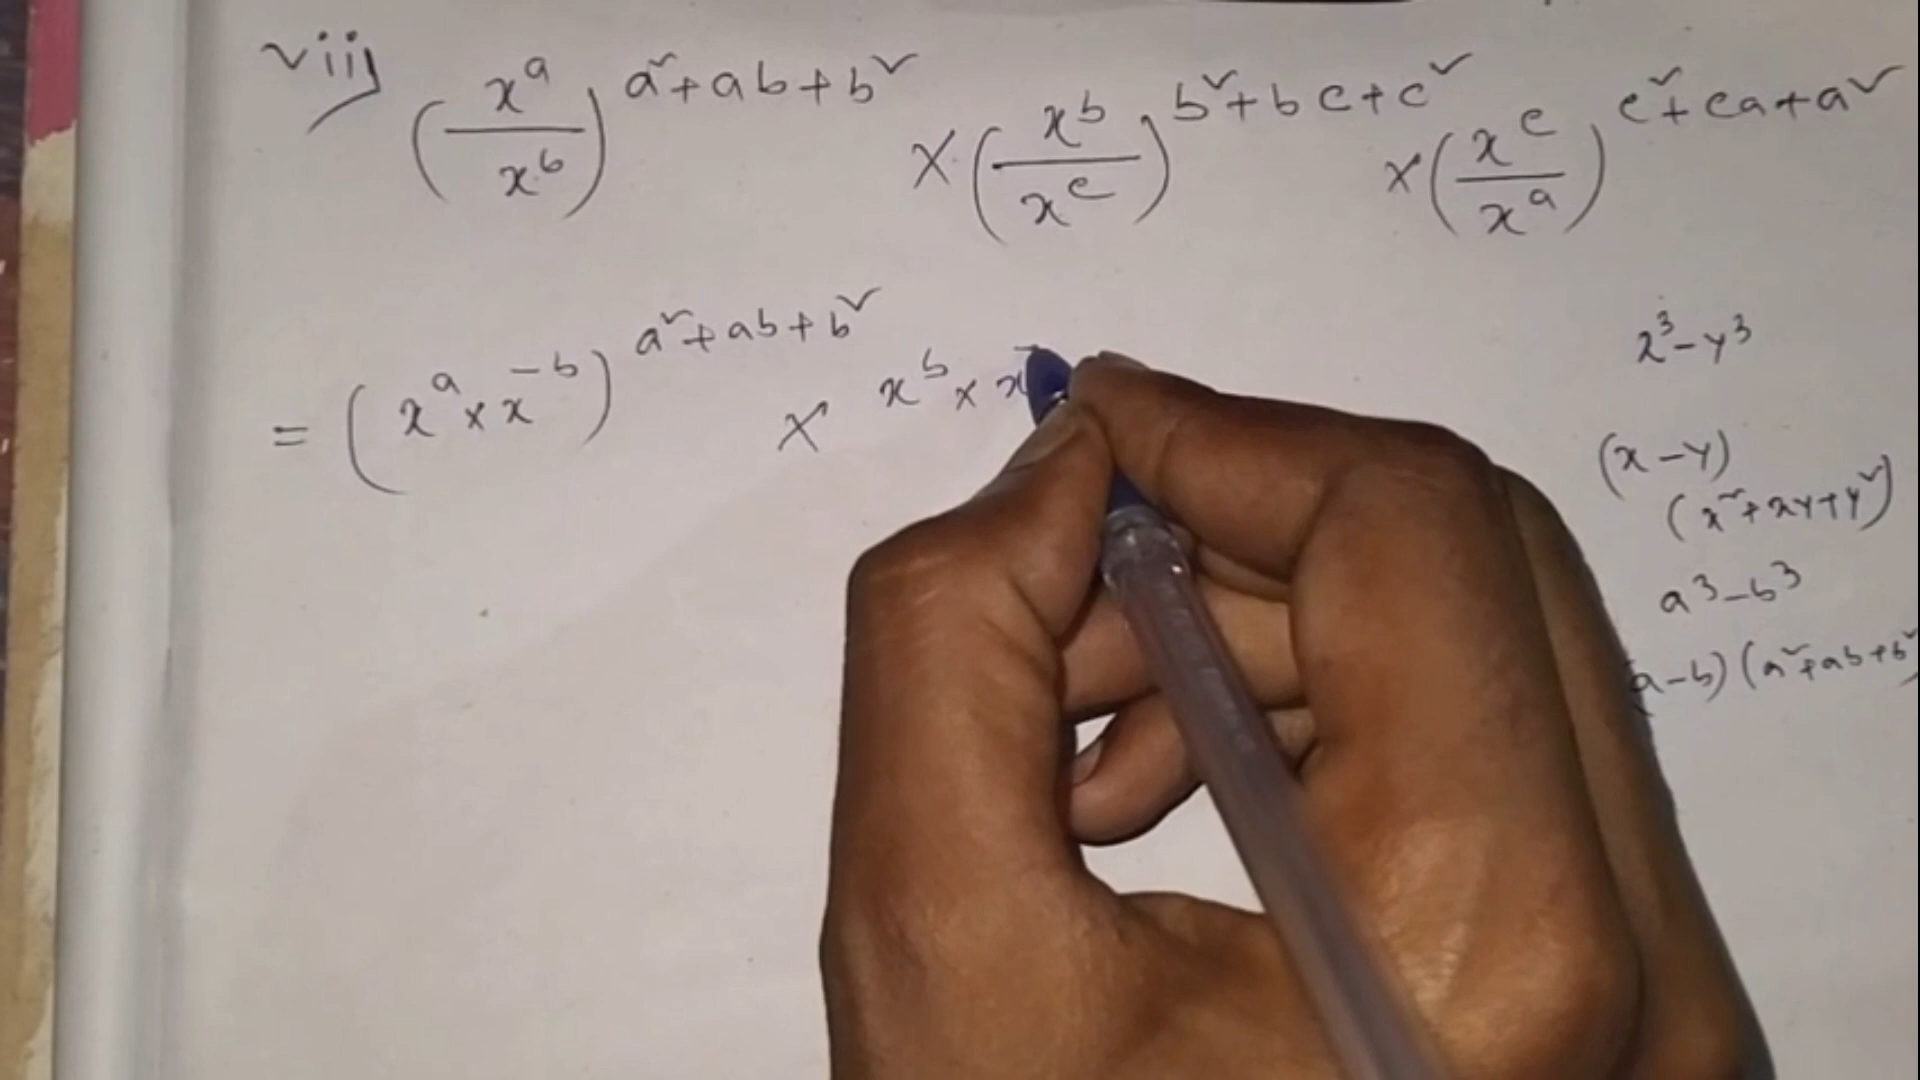 vii) (x^a / x^b)^(a²+ab+b²) × (x^b / x^c)^(b²+bc+c²) × (x^c / x^a)^(c²+ca+a²)
= (x^a × x^-b)^(a²+ab+b²) × x^b × x^-
x³-y³
(x-y)
(x²+xy+y²)
a³-b³
(a-b)(a²+ab+b²)